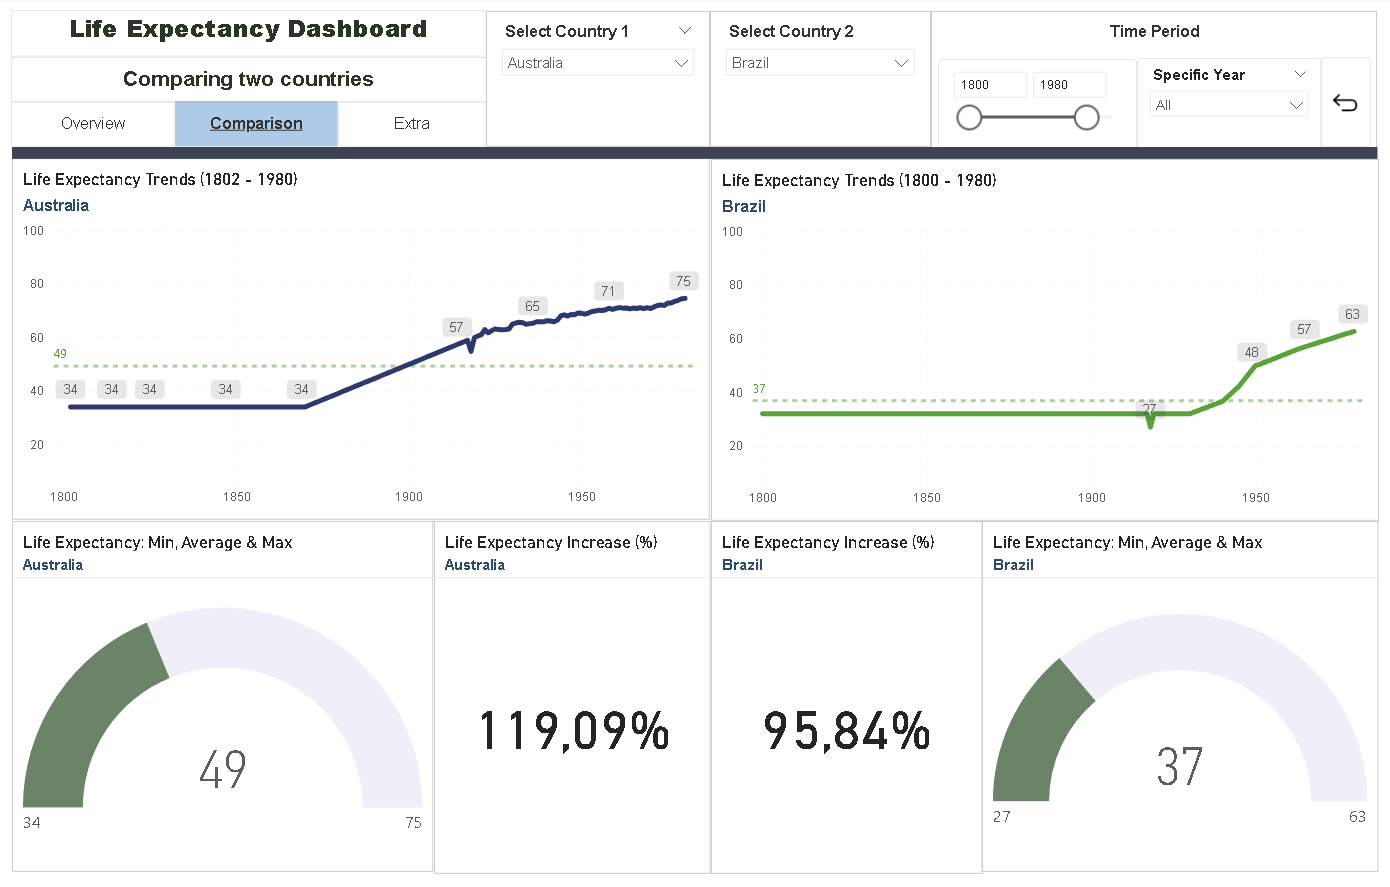 Life Expectancy Dashboard
Comparing two countries
Overview
Comparison
Extra
Select Country 1
Australia
Select Country 2
Brazil
Time Period
1800
1980
Specific Year
All
Life Expectancy Trends (1802 - 1980)
Australia
100
80
60
40
20
49
34
34
34
34
34
57
65
71
75
1800
1850
1900
1950
Life Expectancy Trends (1800 - 1980)
Brazil
100
80
60
40
20
37
27
48
57
63
1800
1850
1900
1950
Life Expectancy: Min, Average & Max
Australia
49
34
75
Life Expectancy Increase (%)
Australia
119,09%
Life Expectancy Increase (%)
Brazil
95,84%
Life Expectancy: Min, Average & Max
Brazil
37
27
63